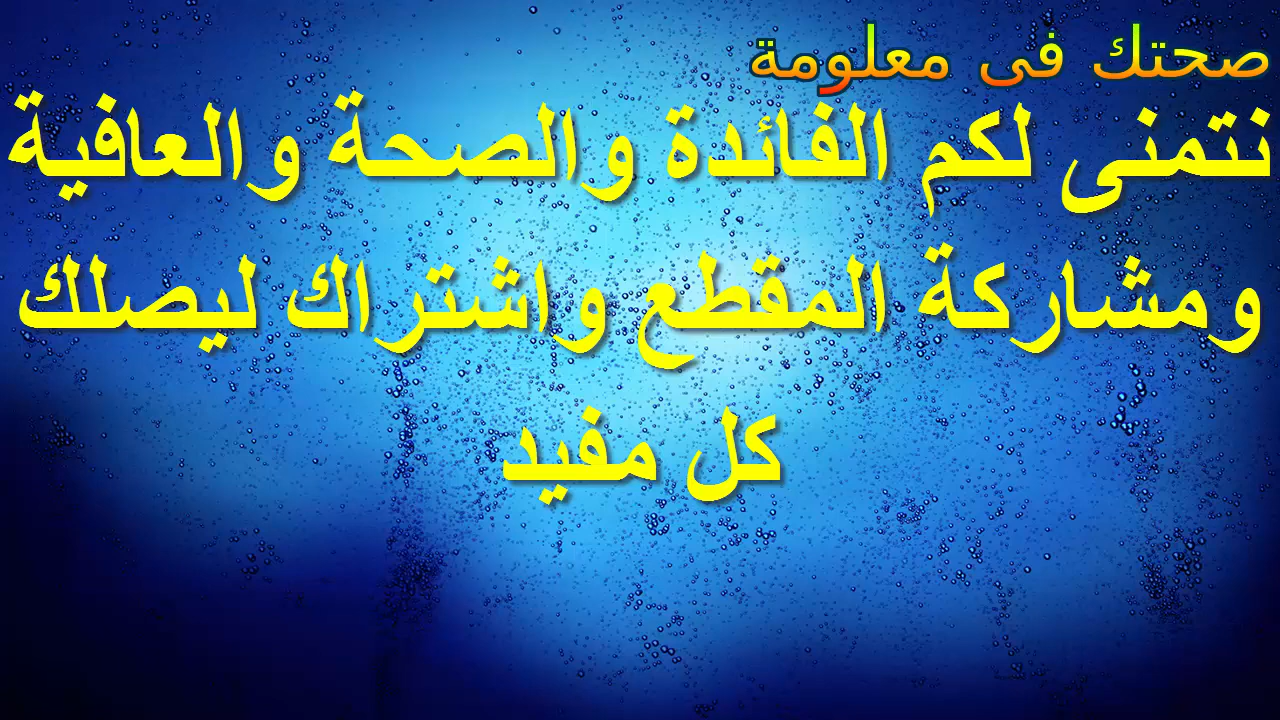 صحتك فى معلومة
نتمنى لكم الفائدة والصحة والعافية
ومشاركة المقطع واشتراك ليصلك
كل مفيد